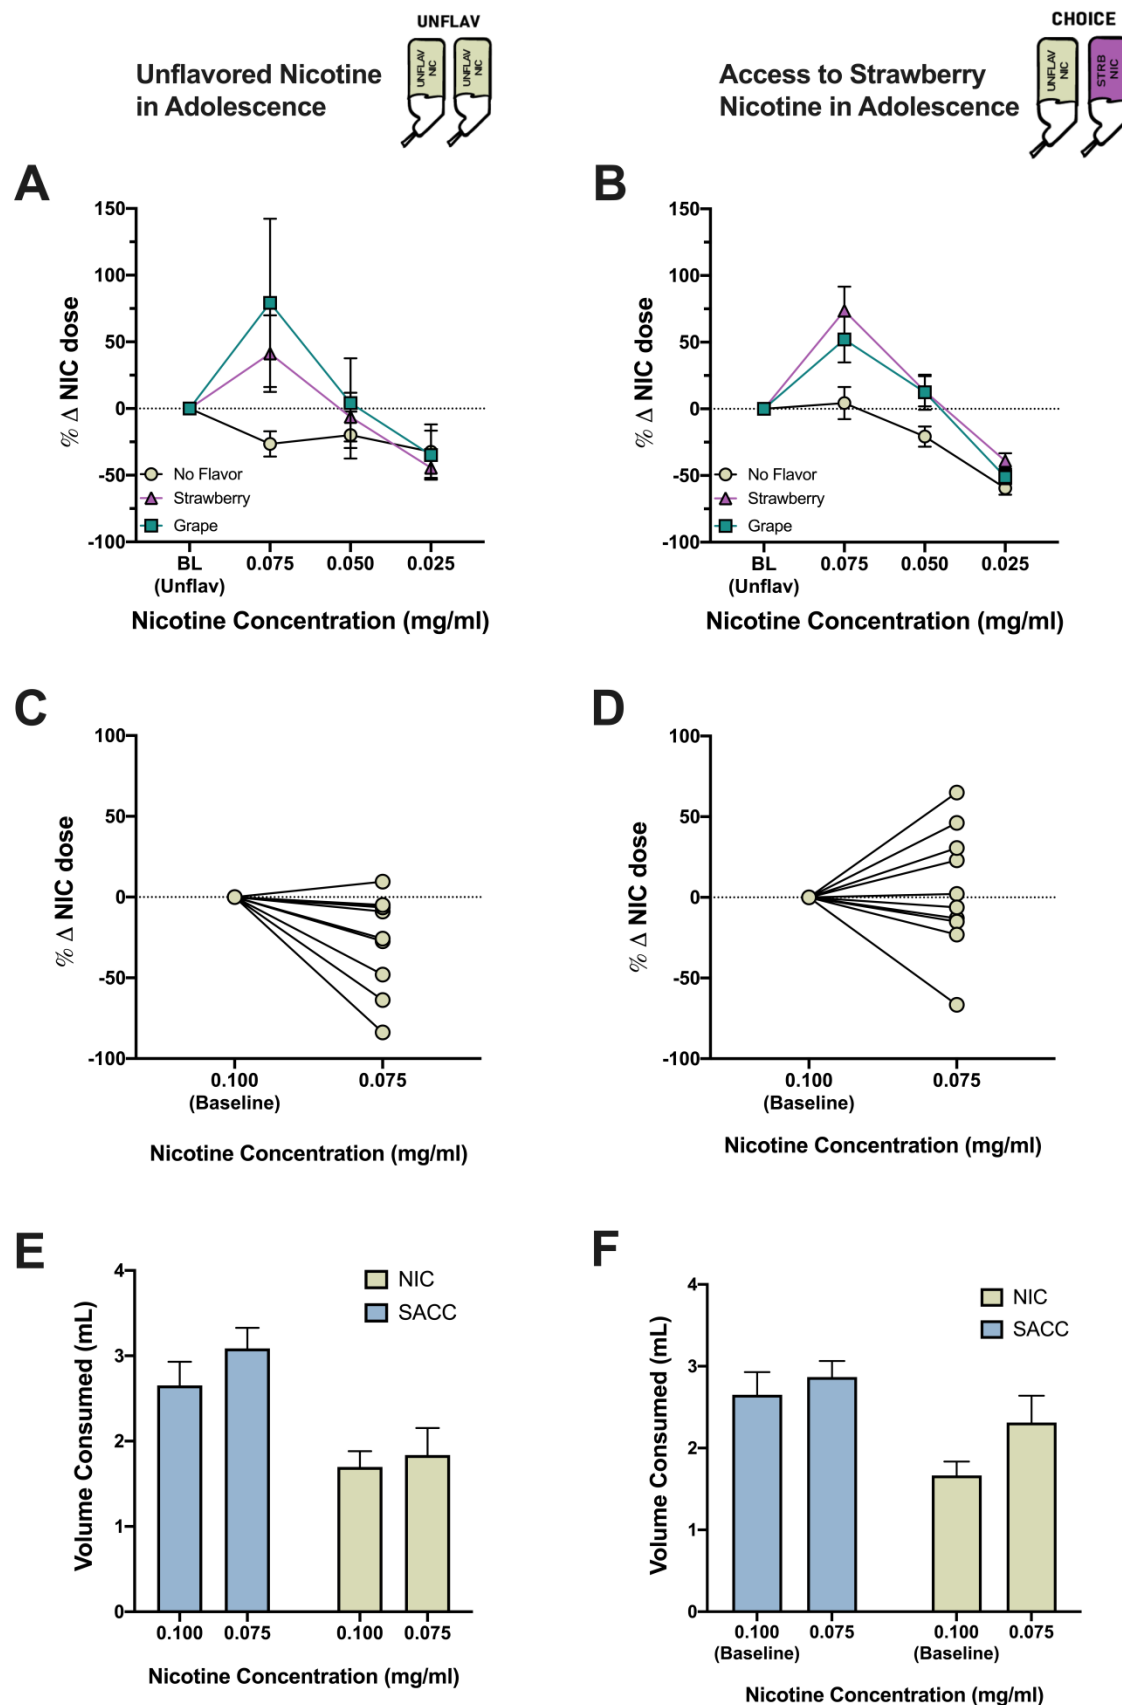 UNFLAV
Unflavored Nicotine
in Adolescence
UNFLAV
NIC
UNFLAV
NIC
CHOICE
Access to Strawberry
Nicotine in Adolescence
UNFLAV
NIC
STRB
NIC
A
% Δ NIC dose
150
100
50
0
-50
-100
No Flavor
Strawberry
Grape
BL
(Unflav)
0.075
0.050
0.025
Nicotine Concentration (mg/ml)
B
% Δ NIC dose
150
100
50
0
-50
-100
No Flavor
Strawberry
Grape
BL
(Unflav)
0.075
0.050
0.025
Nicotine Concentration (mg/ml)
C
% Δ NIC dose
100
50
0
-50
-100
0.100
(Baseline)
0.075
Nicotine Concentration (mg/ml)
D
% Δ NIC dose
100
50
0
-50
-100
0.100
(Baseline)
0.075
Nicotine Concentration (mg/ml)
E
Volume Consumed (mL)
4
3
2
1
0
NIC
SACC
0.100
0.075
0.100
0.075
Nicotine Concentration (mg/ml)
F
Volume Consumed (mL)
4
3
2
1
0
NIC
SACC
0.100
(Baseline)
0.075
0.100
(Baseline)
0.075
Nicotine Concentration (mg/ml)